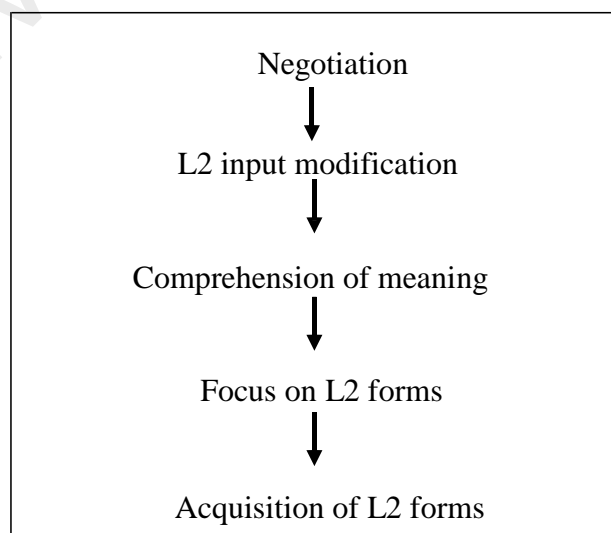 Negotiation
L2 input modification
Comprehension of meaning
Focus on L2 forms
Acquisition of L2 forms